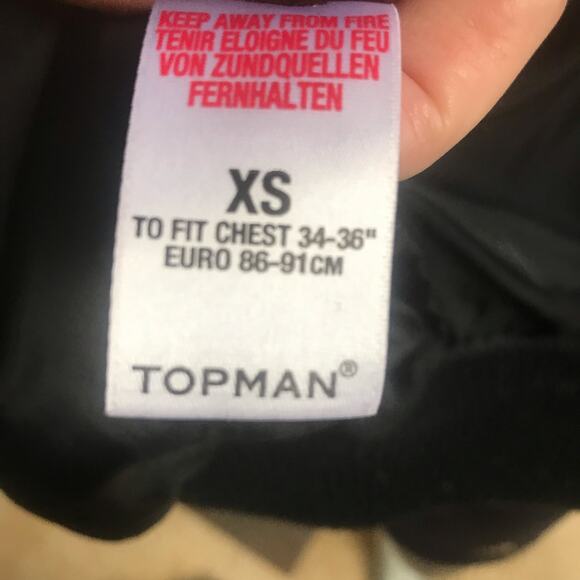 KEEP AWAY FROM FIRE
TENIR ELOIGNE DU FEU
VON ZUNDQUELLEN
FERNHALTEN
XS
TO FIT CHEST 34-36"
EURO 86-91CM
TOPMAN®